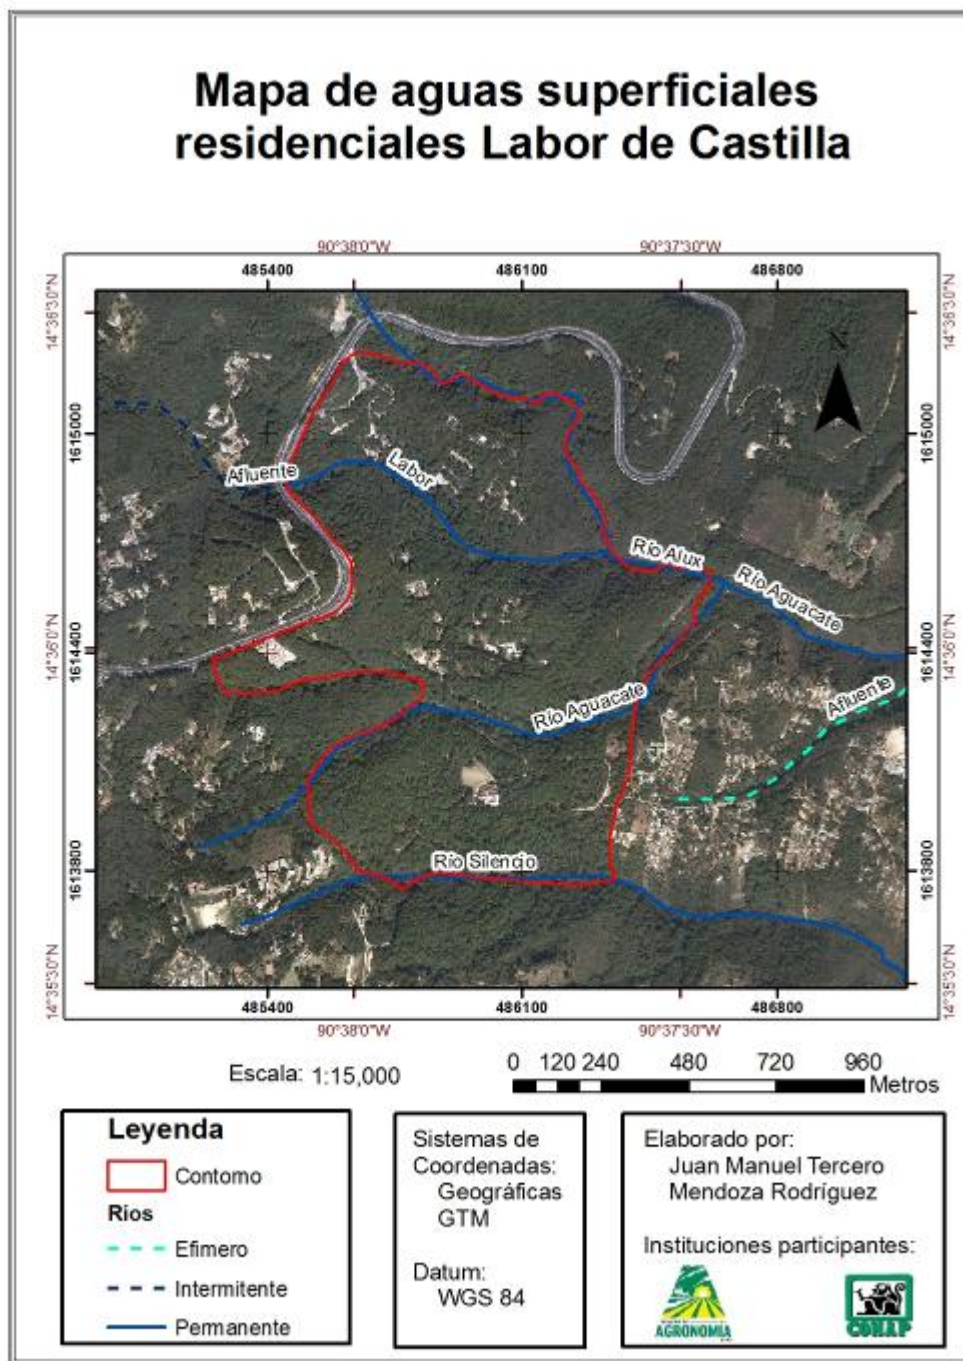 Mapa de aguas superficiales
residenciales Labor de Castilla
90°38'0"W 90°37'30"W
485400 486100 486800
14°36'30"N 14°36'30"N
N
1615000 1615000
Afluente
Labor
Río Alux
Río Aguacate
14°36'0"N 1614400 1614400 14°36'0"N
Afluente
Río Aguacate
Río Silencio
1613800 1613800
14°35'30"N 14°35'30"N
485400 486100 486800
90°38'0"W 90°37'30"W
Escala: 1:15,000
0 120 240 480 720 960
Metros
Leyenda
Contorno
Rios
Efimero
Intermitente
Permanente
Sistemas de
Coordenadas:
Geográficas
GTM
Datum:
WGS 84
Elaborado por:
Juan Manuel Tercero
Mendoza Rodríguez
Instituciones participantes:
AGRONOMIA
CONAP